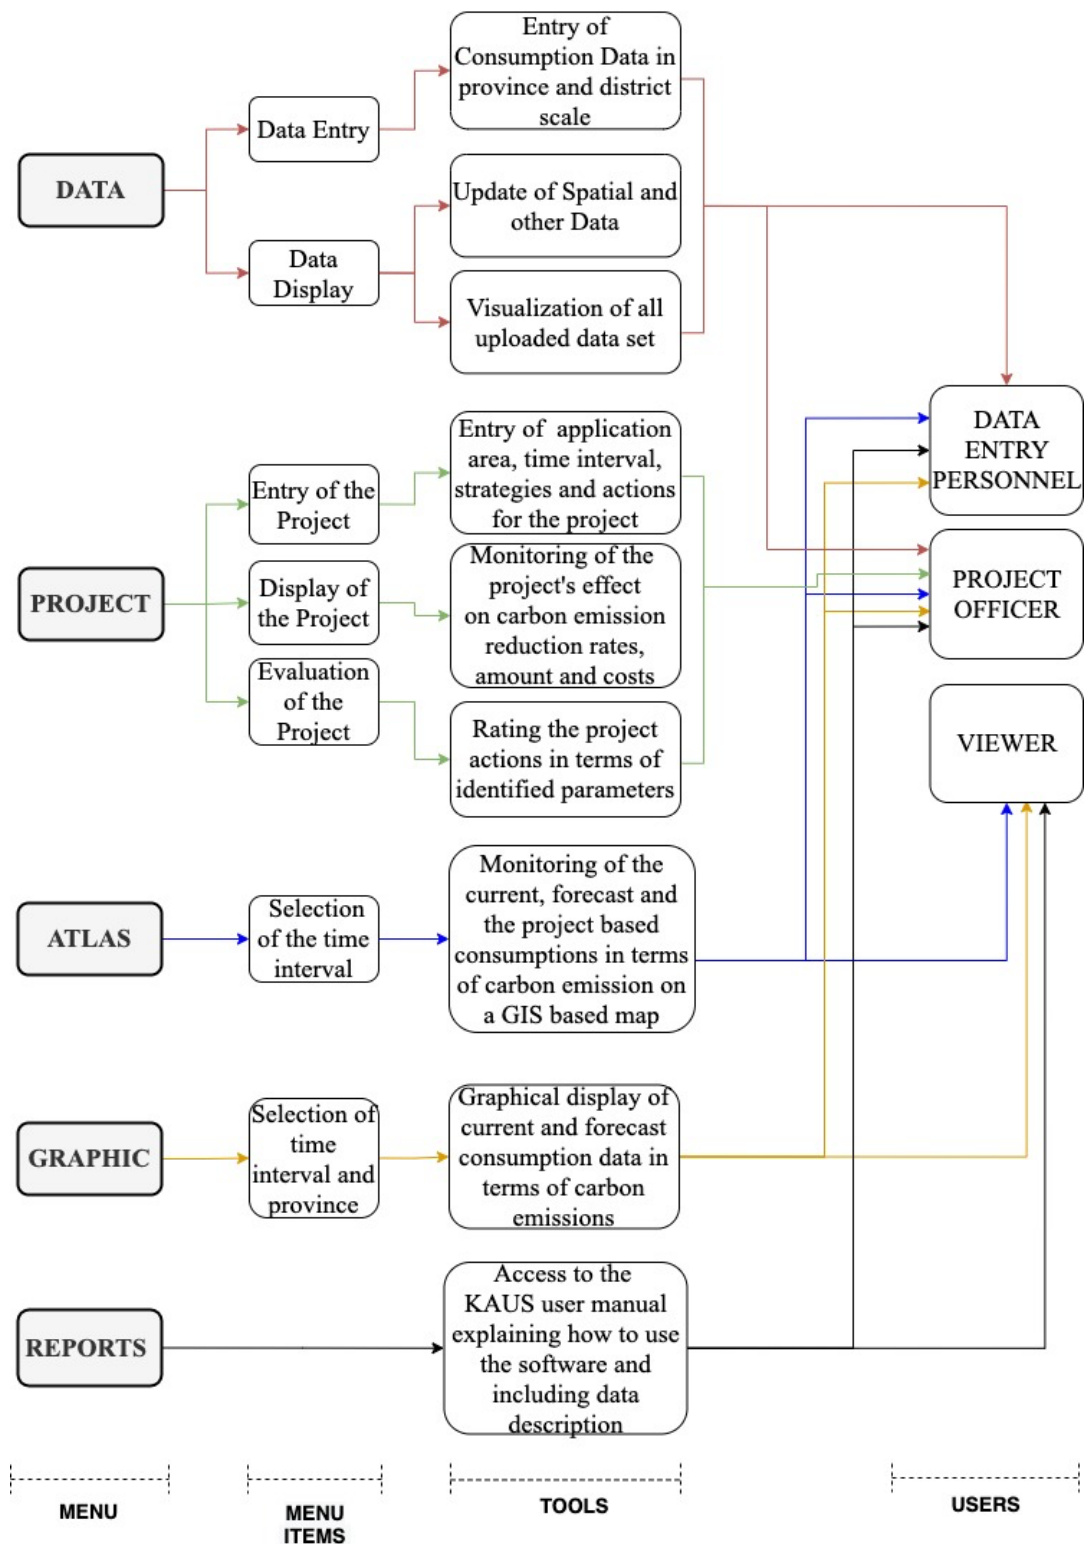 DATA
Data Entry
Data
Display
Entry of
Consumption Data in
province and district
scale
Update of Spatial and
other Data
Visualization of all
uploaded data set
PROJECT
Entry of the
Project
Display of
the Project
Evaluation
of the
Project
Entry of application
area, time interval,
strategies and actions
for the project
Monitoring of the
project's effect
on carbon emission
reduction rates,
amount and costs
Rating the project
actions in terms of
identified parameters
DATA
ENTRY
PERSONNEL
PROJECT
OFFICER
VIEWER
ATLAS
Selection
of the time
interval
Monitoring of the
current, forecast and
the project based
consumptions in terms
of carbon emission on
a GIS based map
GRAPHIC
Selection of
time
interval and
province
Graphical display of
current and forecast
consumption data in
terms of carbon
emissions
REPORTS
Access to the
KAUS user manual
explaining how to use
the software and
including data
description
MENU
MENU
ITEMS
TOOLS
USERS